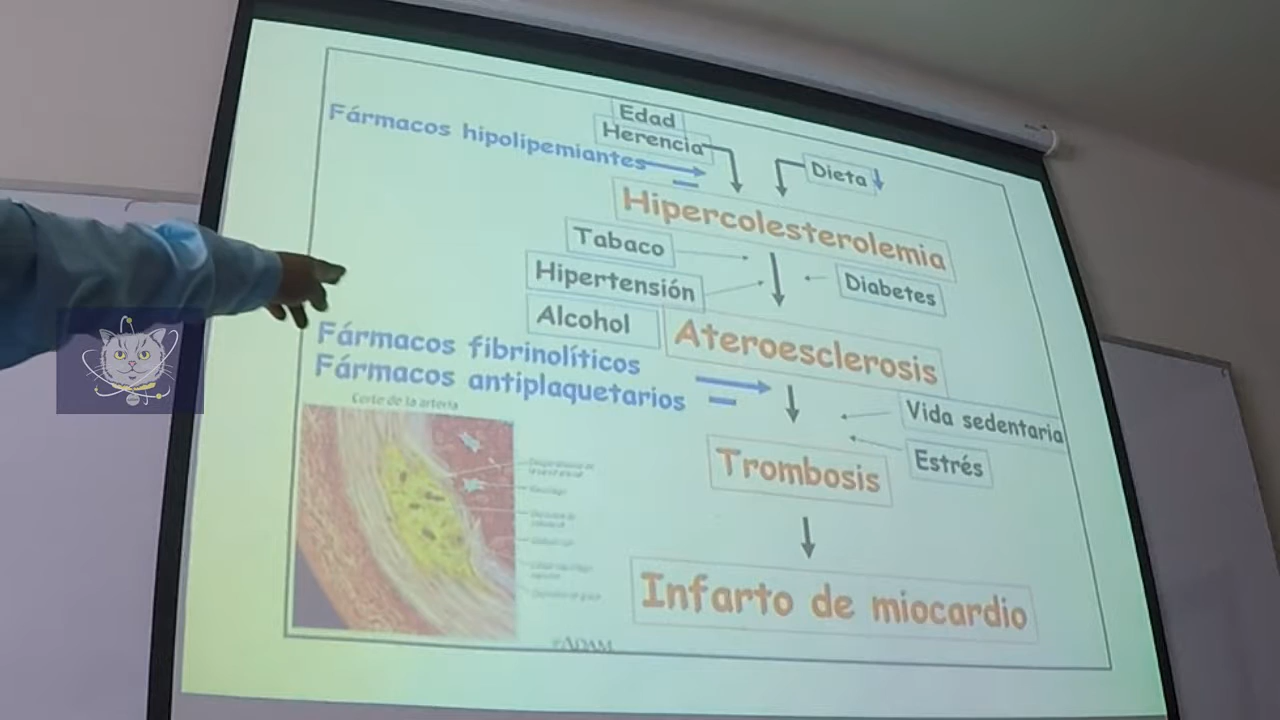 Edad
Herencia
Fármacos hipolipemiantes
Dieta
Hipercolesterolemia
Tabaco
Hipertensión
Diabetes
Alcohol
Ateroesclerosis
Fármacos fibrinolíticos
Fármacos antiplaquetarios
Vida sedentaria
Estrés
Corte de la arteria
Trombosis
Infarto de miocardio
ADAM